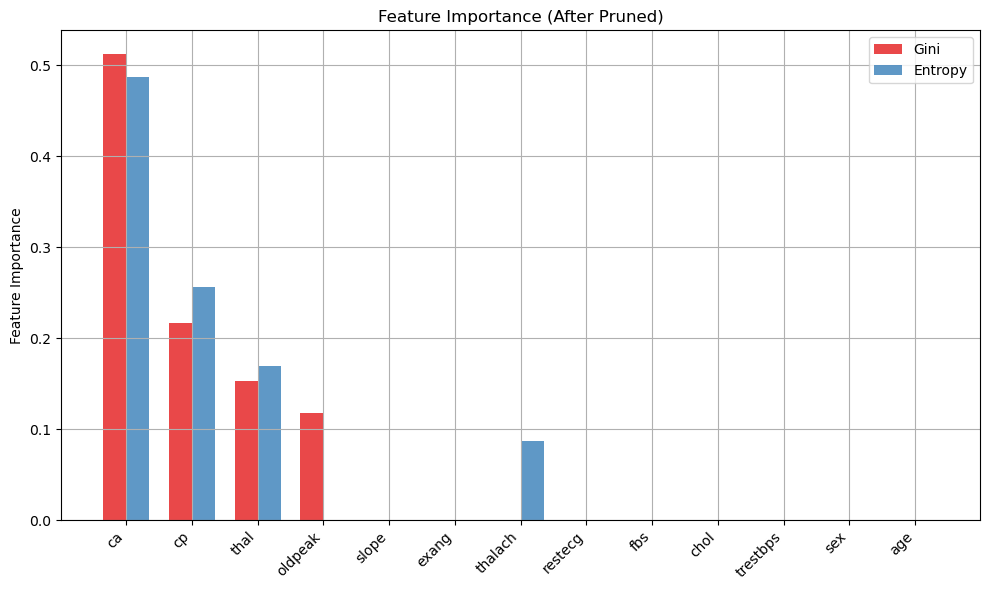 Feature Importance (After Pruned)
Gini
Entropy
Feature Importance
0.5
0.4
0.3
0.2
0.1
0.0
ca
cp
thal
oldpeak
slope
exang
thalach
restecg
fbs
chol
trestbps
sex
age